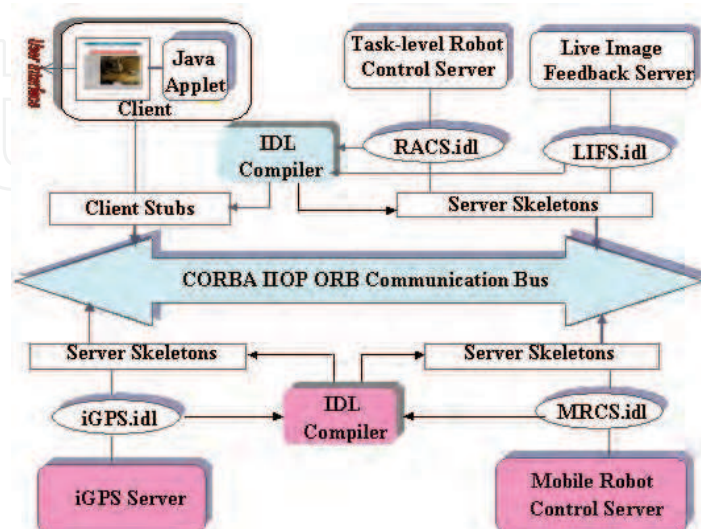 User Interface
Java
Applet
Client
Task-level Robot
Control Server
Live Image
Feedback Server
IDL
Compiler
RACS.idl
LIFS.idl
Client Stubs
Server Skeletons
CORBA IIOP ORB Communication Bus
Server Skeletons
Server Skeletons
iGPS.idl
IDL
Compiler
MRCS.idl
iGPS Server
Mobile Robot
Control Server